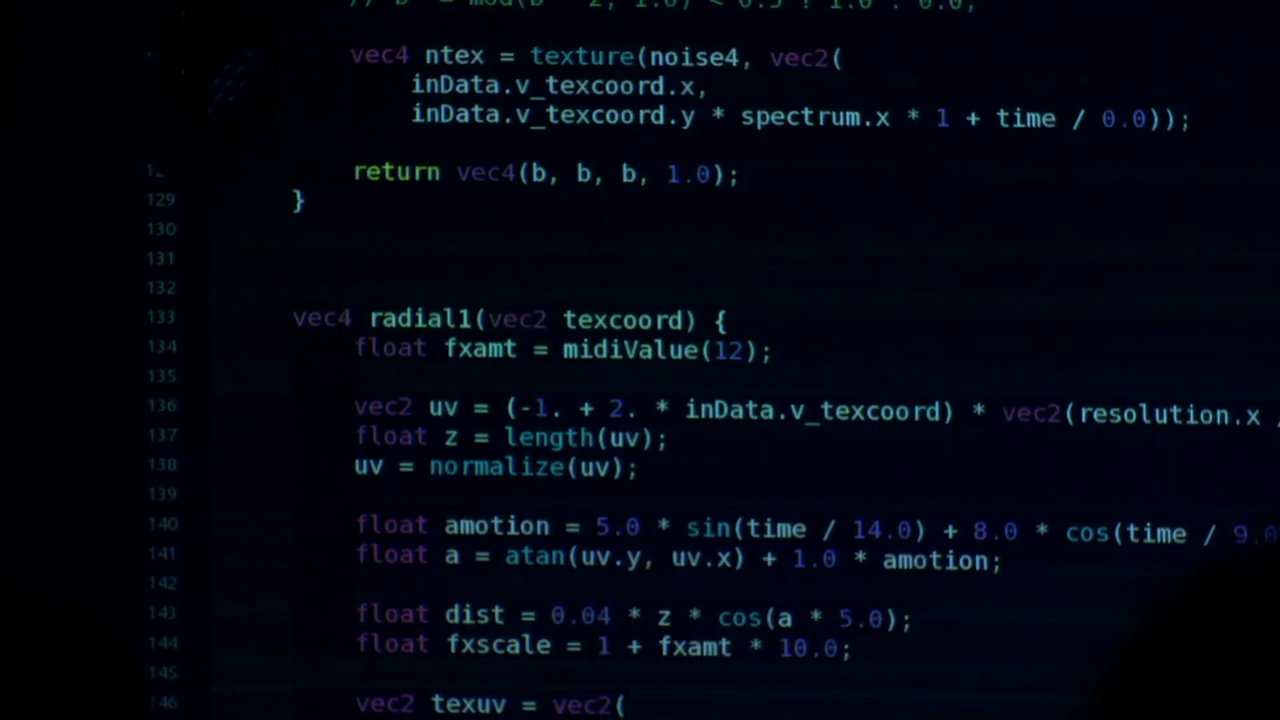 vec4 ntex = texture(noise4, vec2(
inData.v_texcoord.x,
inData.v_texcoord.y * spectrum.x * 1 + time / 0.0));
return vec4(b, b, b, 1.0);
129 }
130
131
132
133 vec4 radial1(vec2 texcoord) {
134 float fxamt = midiValue(12);
135
136 vec2 uv = (-1. + 2. * inData.v_texcoord) * vec2(resolution.x
137 float z = length(uv);
138 uv = normalize(uv);
139
140 float amotion = 5.0 * sin(time / 14.0) + 8.0 * cos(time / 9.0
141 float a = atan(uv.y, uv.x) + 1.0 * amotion;
142
143 float dist = 0.04 * z * cos(a * 5.0);
144 float fxscale = 1 + fxamt * 10.0;
145
146 vec2 texuv = vec2(